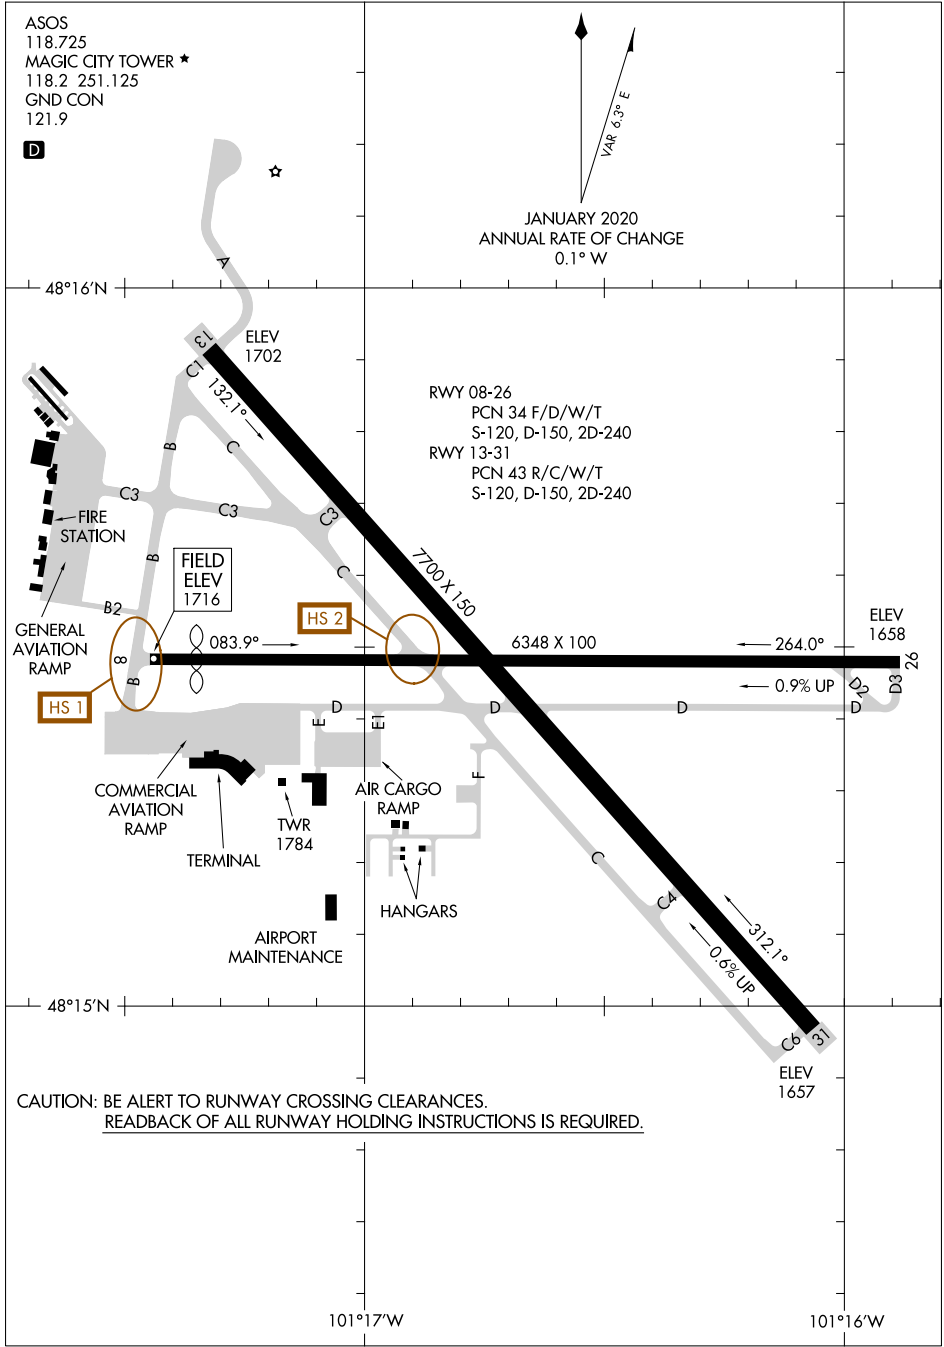 ASOS
118.725
MAGIC CITY TOWER ★
118.2 251.125
GND CON
121.9
D
VAR 6.3° E
JANUARY 2020
ANNUAL RATE OF CHANGE
0.1° W
A
48°16'N
13
ELEV
1702
C1
132.1°
RWY 08-26
PCN 34 F/D/W/T
S-120, D-150, 2D-240
RWY 13-31
PCN 43 R/C/W/T
S-120, D-150, 2D-240
B
C
C3
C3
C3
FIRE
STATION
B
FIELD
ELEV
1716
C
7700 X 150
B2
GENERAL
AVIATION
RAMP
HS 2
ELEV
1658
8
083.9°
6348 X 100
264.0°
26
B
HS 1
0.9% UP
D2
D3
D
D
D
D
E
E1
F
COMMERCIAL
AVIATION
RAMP
AIR CARGO
RAMP
TWR
1784
TERMINAL
C
HANGARS
C4
AIRPORT
MAINTENANCE
312.1°
0.6% UP
48°15'N
C6
31
ELEV
1657
CAUTION: BE ALERT TO RUNWAY CROSSING CLEARANCES.
READBACK OF ALL RUNWAY HOLDING INSTRUCTIONS IS REQUIRED.
101°17'W
101°16'W